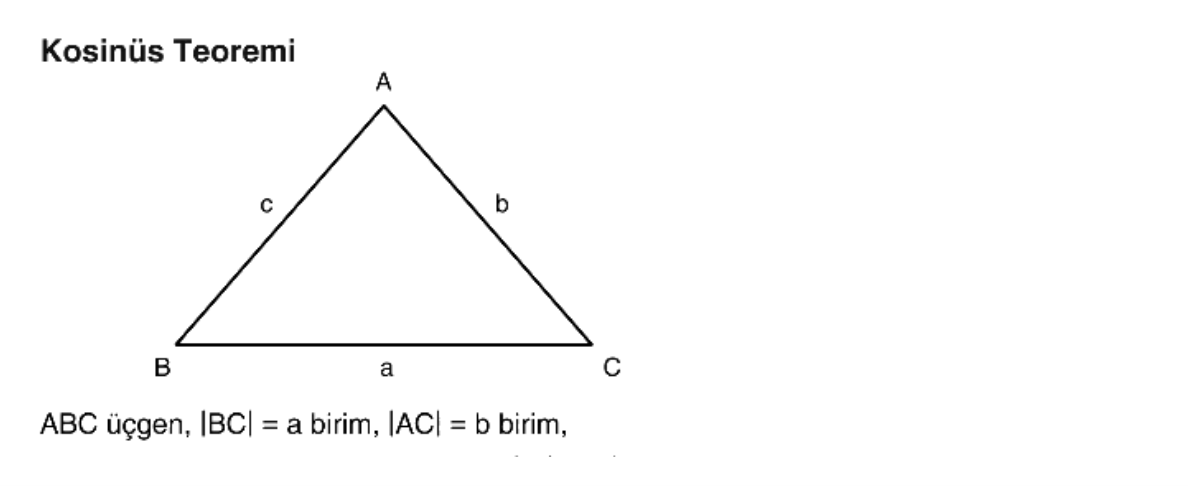 Kosinüs Teoremi
A
c
b
B
a
C
ABC üçgen, |BC| = a birim, |AC| = b birim,